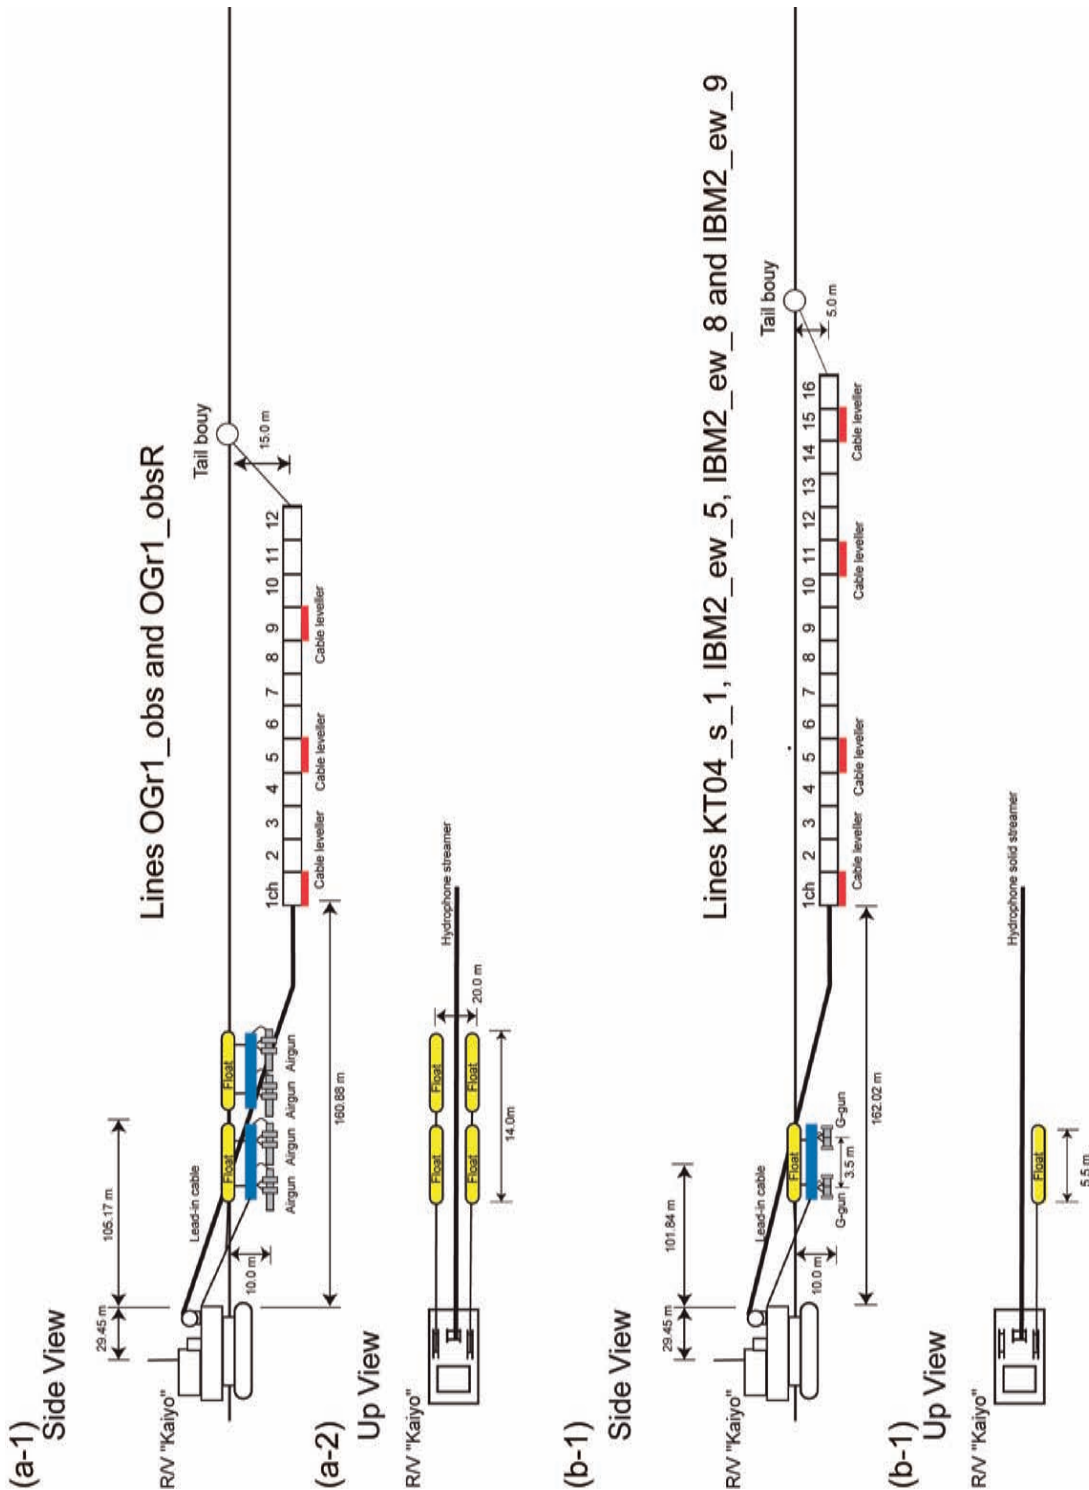 (a-1)
Side View
Lines OGr1_obs and OGr1_obsR
R/V "Kaiyo"
29.45 m
105.17 m
Lead-in cable
Float
Float
10.0 m
Airgun Airgun Airgun Airgun
160.88 m
1ch 2 3 4 5 6 7 8 9 10 11 12
Cable leveller
Cable leveller
Cable leveller
Tail bouy
15.0 m
(a-2)
Up View
R/V "Kaiyo"
Float
Float
Float
Float
Hydrophone streamer
20.0 m
14.0m
(b-1)
Side View
Lines KT04_s_1, IBM2_ew_5, IBM2_ew_8 and IBM2_ew_9
R/V "Kaiyo"
29.45 m
101.84 m
Lead-in cable
Float
10.0 m
G-gun
G-gun
3.5 m
162.02 m
1ch 2 3 4 5 6 7 8 9 10 11 12 13 14 15 16
Cable leveller
Cable leveller
Cable leveller
Cable leveller
Tail bouy
5.0 m
(b-1)
Up View
R/V "Kaiyo"
Float
Hydrophone solid streamer
5.5 m